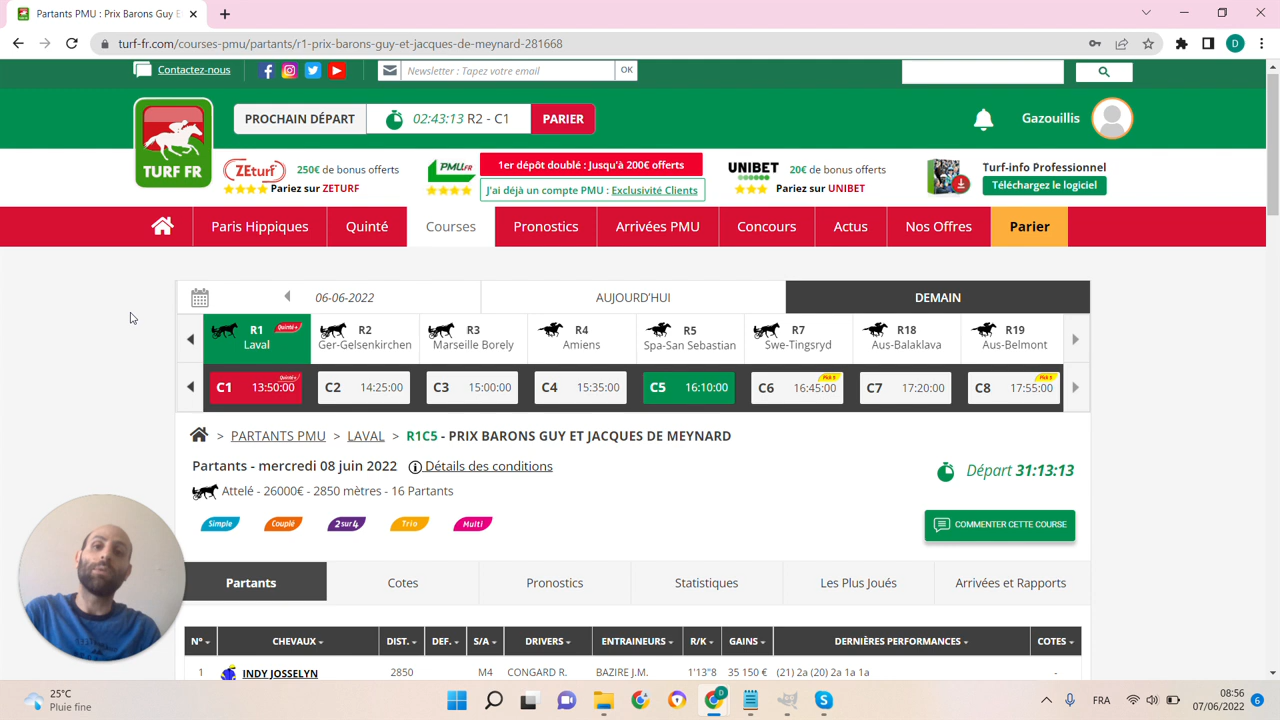 Partants PMU : Prix Barons Guy E
turf-fr.com/courses-pmu/partants/r1-prix-barons-guy-et-jacques-de-meynard-281668
D
Contactez-nous
Newsletter : Tapez votre email
OK
TURF FR
PROCHAIN DÉPART
02:43:13 R2 - C1
PARIER
Gazouillis
ZEturf
250€ de bonus offerts
Pariez sur ZETURF
PMU.FR
1er dépôt doublé : Jusqu'à 200€ offerts
J'ai déjà un compte PMU : Exclusivité Clients
UNIBET
20€ de bonus offerts
Pariez sur UNIBET
Turf-info Professionnel
Téléchargez le logiciel
Paris Hippiques
Quinté
Courses
Pronostics
Arrivées PMU
Concours
Actus
Nos Offres
Parier
06-06-2022
AUJOURD'HUI
DEMAIN
R1 Quinté+
Laval
R2
Ger-Gelsenkirchen
R3
Marseille Borely
R4
Amiens
R5
Spa-San Sebastian
R7
Swe-Tingsryd
R18
Aus-Balaklava
R19
Aus-Belmont
C1 13:50:00 Quinté+
C2 14:25:00
C3 15:00:00
C4 15:35:00
C5 16:10:00
C6 16:45:00 Pick 5
C7 17:20:00
C8 17:55:00 Pick 5
> PARTANTS PMU > LAVAL > R1C5 - PRIX BARONS GUY ET JACQUES DE MEYNARD
Partants - mercredi 08 juin 2022 Détails des conditions
Départ 31:13:13
Attelé - 26000€ - 2850 mètres - 16 Partants
Simple Couplé 2sur4 Trio Multi
COMMENTER CETTE COURSE
Partants Cotes Pronostics Statistiques Les Plus Joués Arrivées et Rapports
N° CHEVAUX DIST. DEF. S/A DRIVERS ENTRAINEURS R/K GAINS DERNIÈRES PERFORMANCES COTES
1 INDY JOSSELYN 2850 M4 CONGARD R. BAZIRE J.M. 1'13"8 35 150 € (21) 2a (20) 2a 1a 1a -
25°C
Pluie fine
FRA
08:56
07/06/2022
6